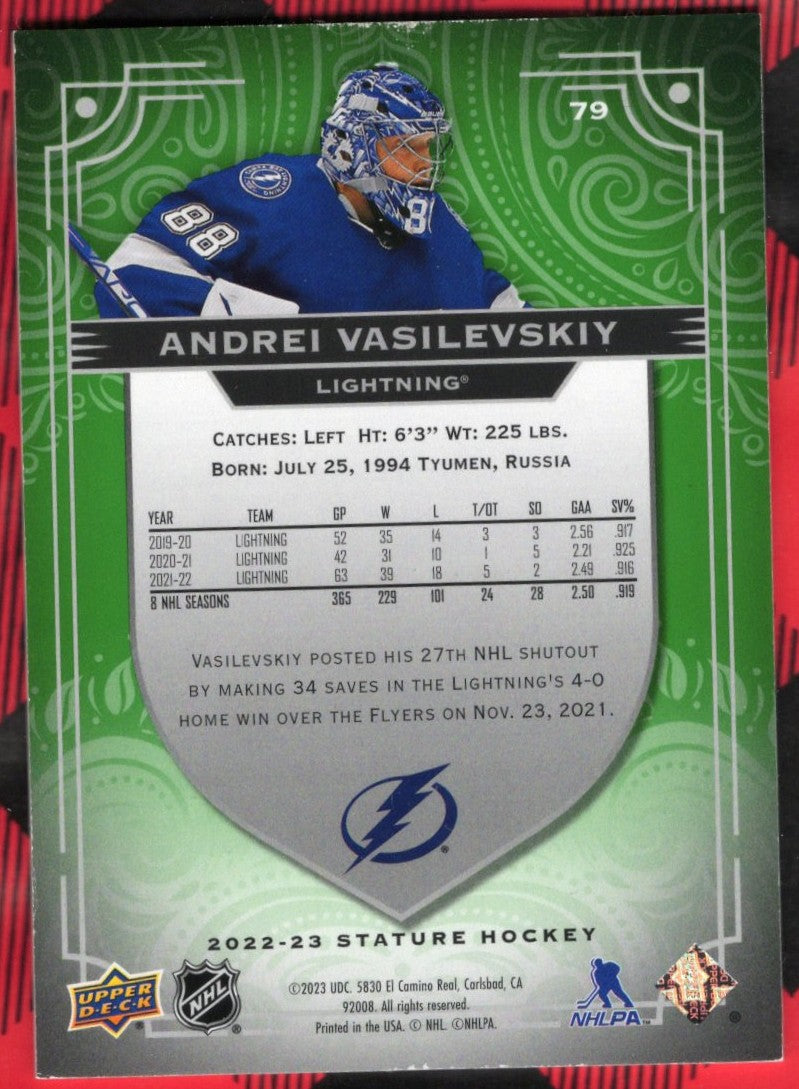 79
88
8
ANDREI VASILEVSKIY
LIGHTNING®
CATCHES: LEFT HT: 6'3” WT: 225 LBS.
BORN: JULY 25, 1994 TYUMEN, RUSSIA
YEAR TEAM GP W L T/OT SO GAA SV%
2019-20 LIGHTNING 52 35 14 3 3 2.56 .917
2020-21 LIGHTNING 42 31 10 1 5 2.21 .925
2021-22 LIGHTNING 63 39 18 5 2 2.49 .916
8 NHL SEASONS 365 229 101 24 28 2.50 .919
VASILEVSKIY POSTED HIS 27TH NHL SHUTOUT
BY MAKING 34 SAVES IN THE LIGHTNING'S 4-0
HOME WIN OVER THE FLYERS ON NOV. 23, 2021.
®
2022-23 STATURE HOCKEY
UPPER DECK
NHL ®
©2023 UDC. 5830 El Camino Real, Carlsbad, CA
92008. All rights reserved.
Printed in the USA. © NHL. ©NHLPA.
NHLPA™
®